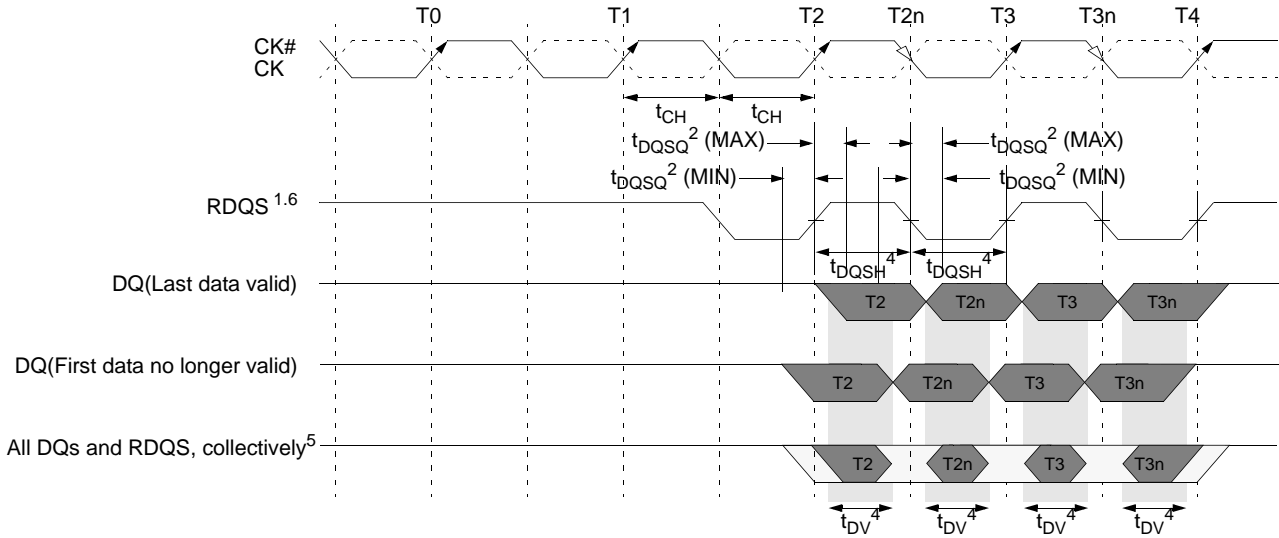 T0 T1 T2 T2n T3 T3n T4
CK#
CK
tCH tCH
tDQSQ² (MAX) tDQSQ² (MAX)
tDQSQ² (MIN) tDQSQ² (MIN)
RDQS 1.6
tDQSH⁴ tDQSH⁴
DQ(Last data valid)
T2 T2n T3 T3n
DQ(First data no longer valid)
T2 T2n T3 T3n
All DQs and RDQS, collectively⁵
T2 T2n T3 T3n
tDV⁴ tDV⁴ tDV⁴ tDV⁴